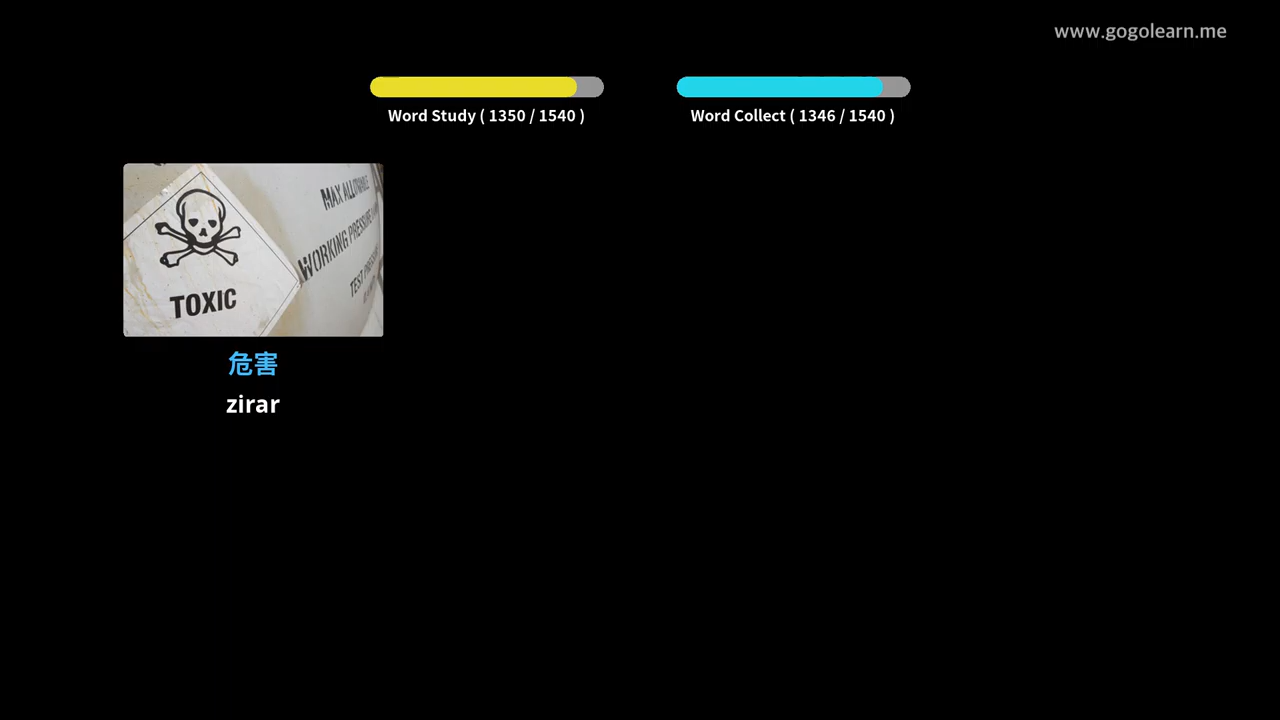 www.gogolearn.me
Word Study ( 1350 / 1540 )
Word Collect ( 1346 / 1540 )
MAX ALLOWABLE
WORKING PRESSURE
TEST
TOXIC
危害
zirar